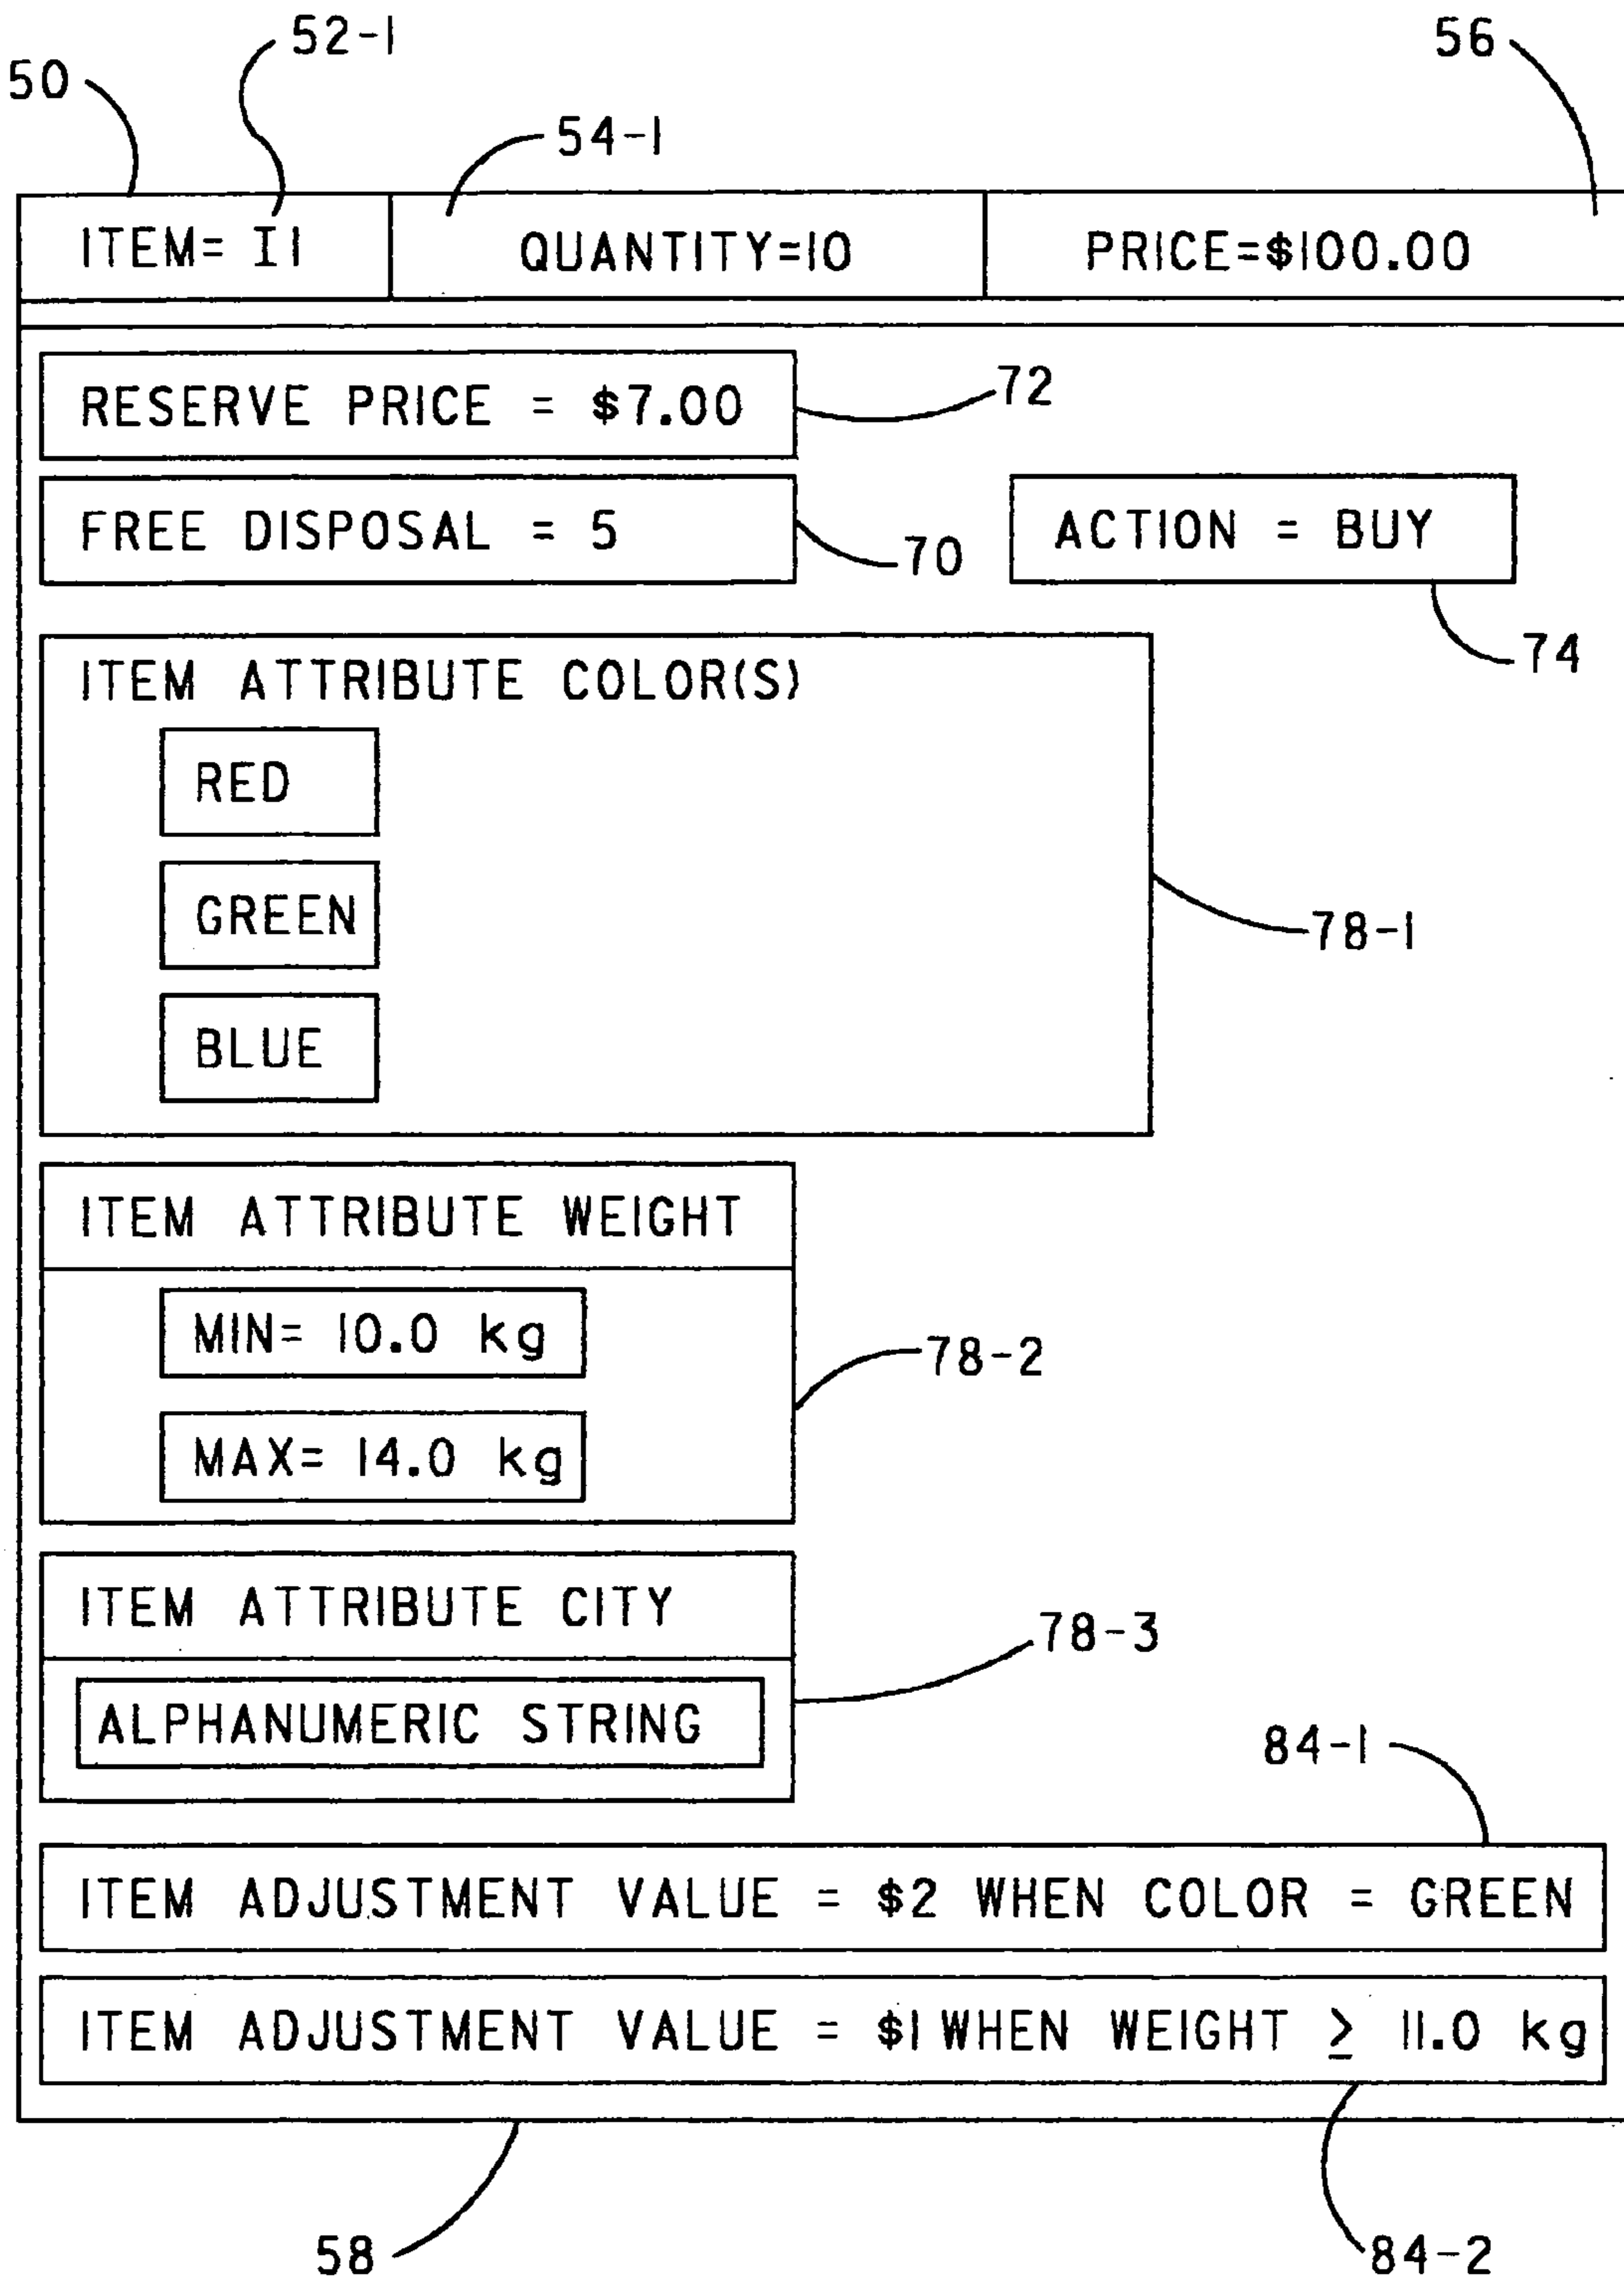 52-1
56
50
54-1
ITEM= I1 QUANTITY=10 PRICE=$100.00
RESERVE PRICE = $7.00
72
FREE DISPOSAL = 5
70
ACTION = BUY
74
ITEM ATTRIBUTE COLOR(S)
RED
GREEN
78-1
BLUE
ITEM ATTRIBUTE WEIGHT
MIN= 10.0 kg
78-2
MAX= 14.0 kg
ITEM ATTRIBUTE CITY
78-3
ALPHANUMERIC STRING
84-1
ITEM ADJUSTMENT VALUE = $2 WHEN COLOR = GREEN
ITEM ADJUSTMENT VALUE = $1 WHEN WEIGHT ≥ 11.0 kg
58
84-2